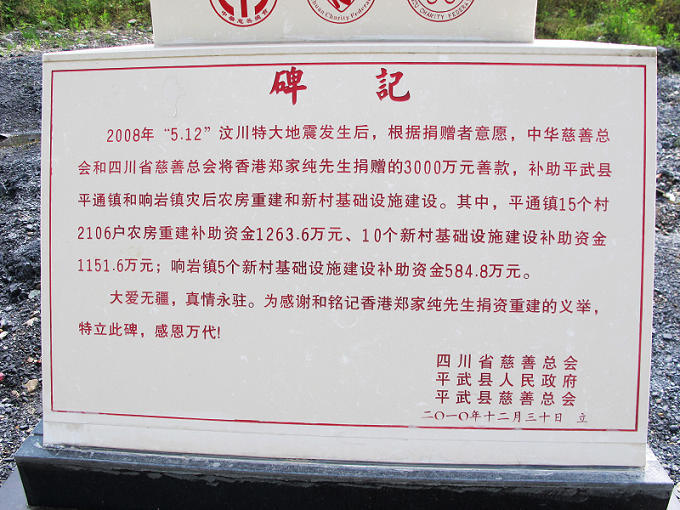 中华慈善总会
Sichuan Charity Federation
CHARITY FEDER
碑記
2008年“5.12”汶川特大地震发生后，根据捐赠者意愿，中华慈善总
会和四川省慈善总会将香港郑家纯先生捐赠的3000万元善款，补助平武县
平通镇和响岩镇灾后农房重建和新村基础设施建设。其中，平通镇15个村
2106户农房重建补助资金1263.6万元、10个新村基础设施建设补助资金
1151.6万元；响岩镇5个新村基础设施建设补助资金584.8万元。
大爱无疆，真情永驻。为感谢和铭记香港郑家纯先生捐资重建的义举，
特立此碑，感恩万代!
四川省慈善总会
平武县人民政府
平武县慈善总会
二〇一〇年十二月三十日 立